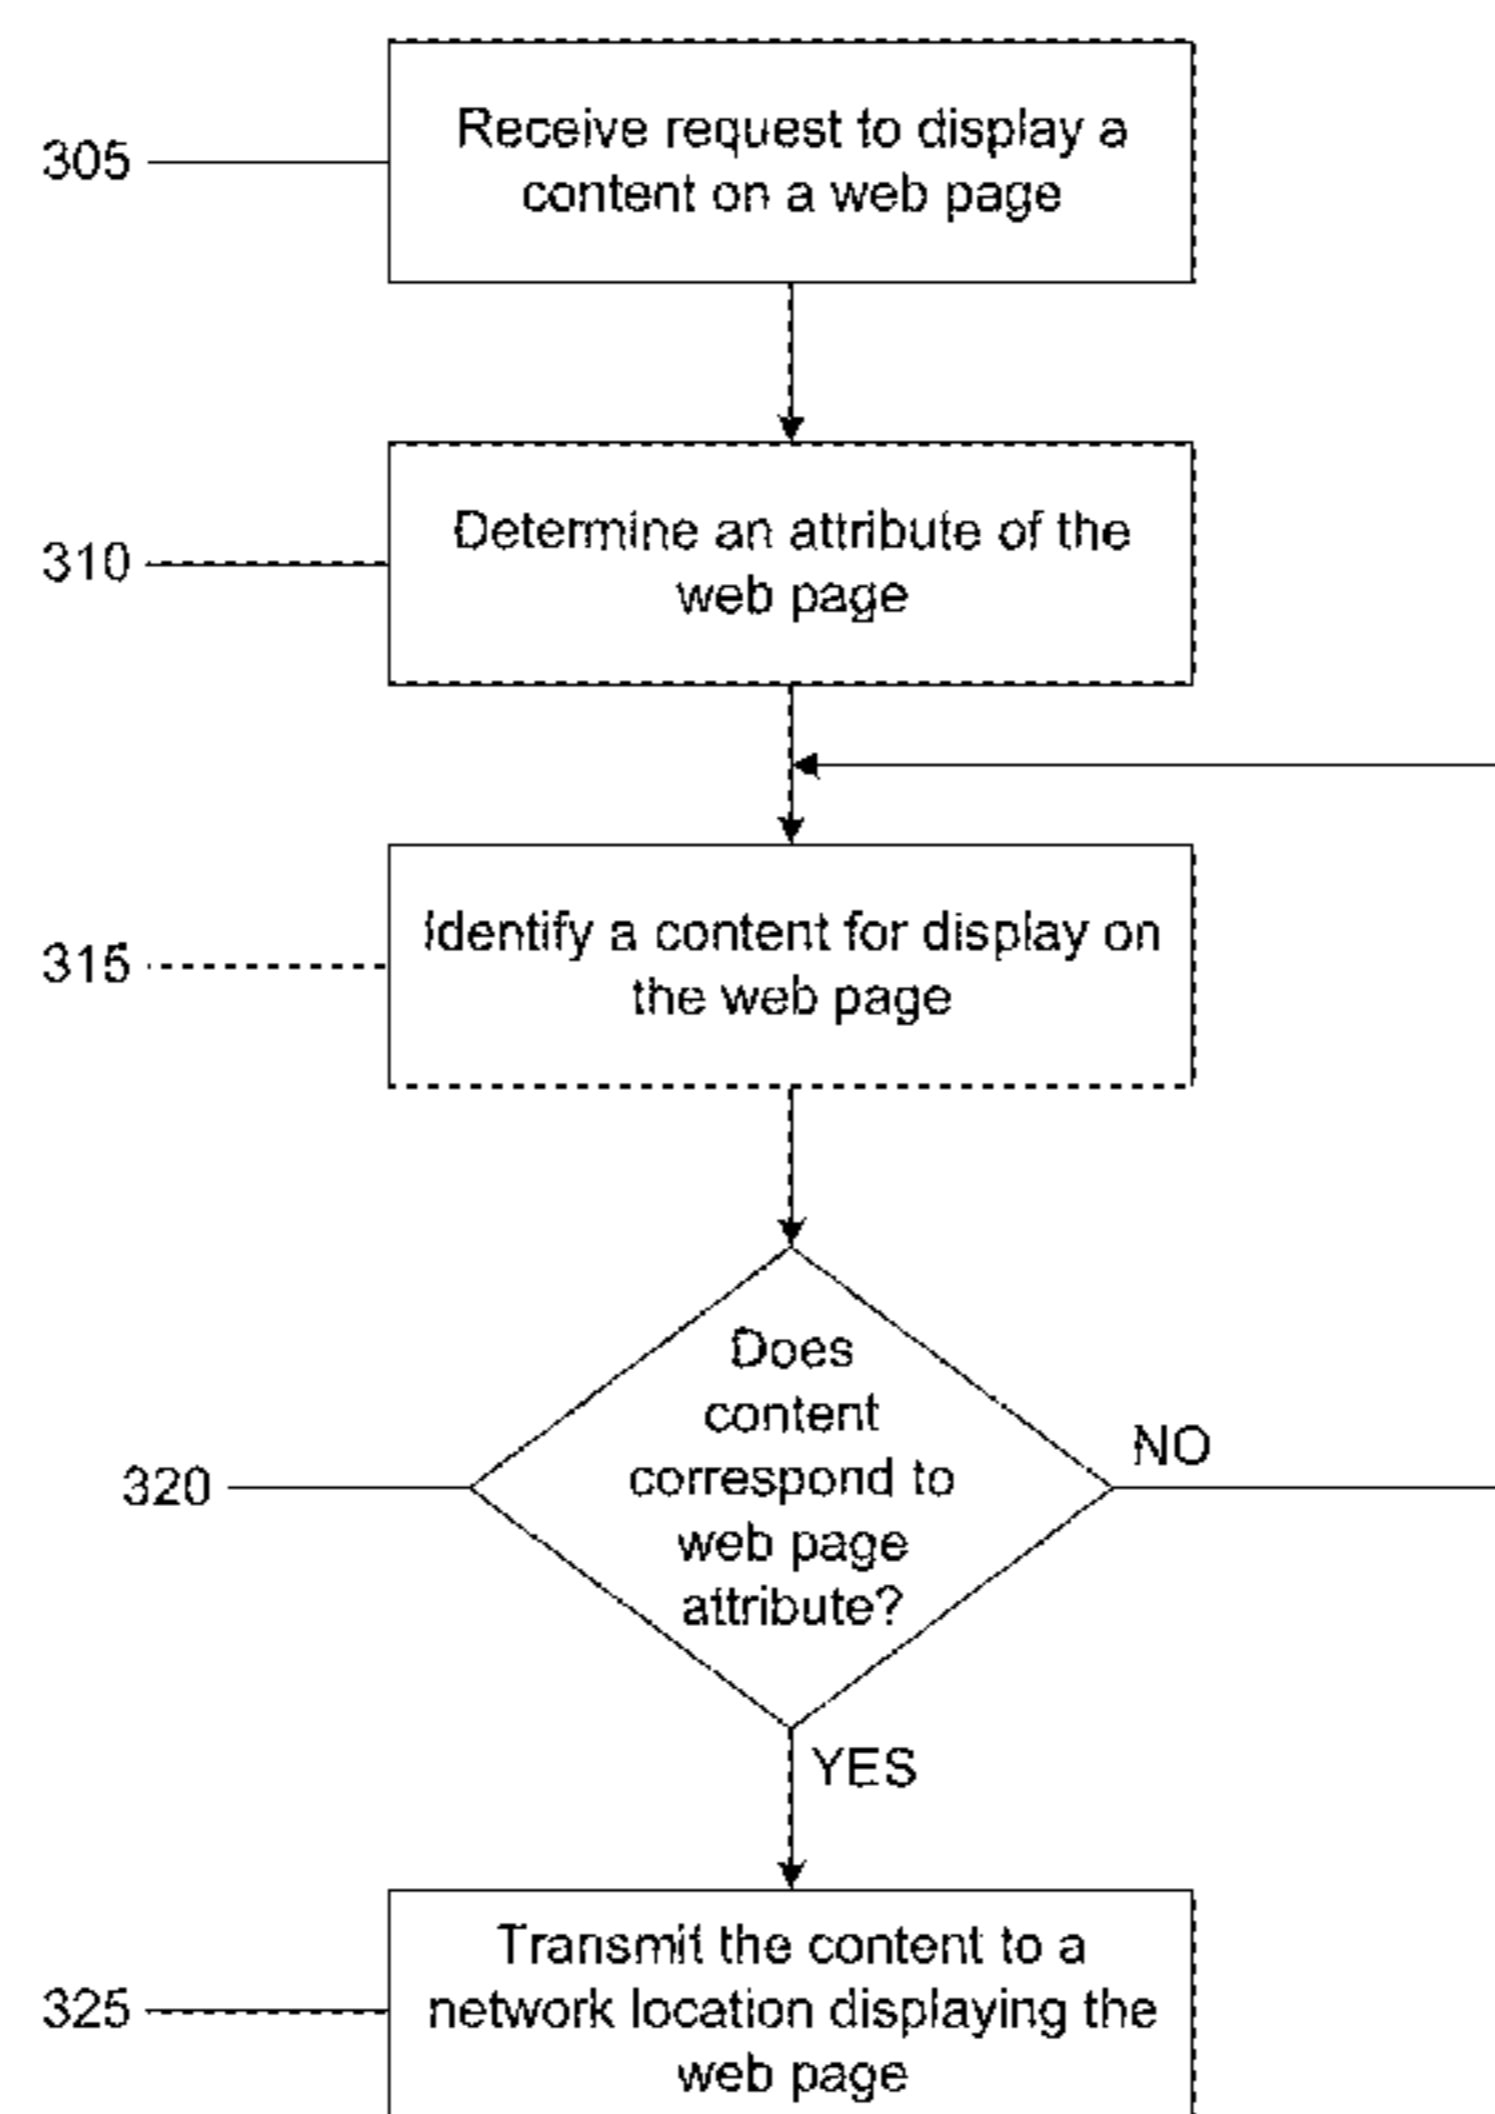 305
Receive request to display a
content on a web page
310
Determine an attribute of the
web page
315
Identify a content for display on
the web page
320
Does
content
correspond to
web page
attribute?
NO
YES
325
Transmit the content to a
network location displaying the
web page